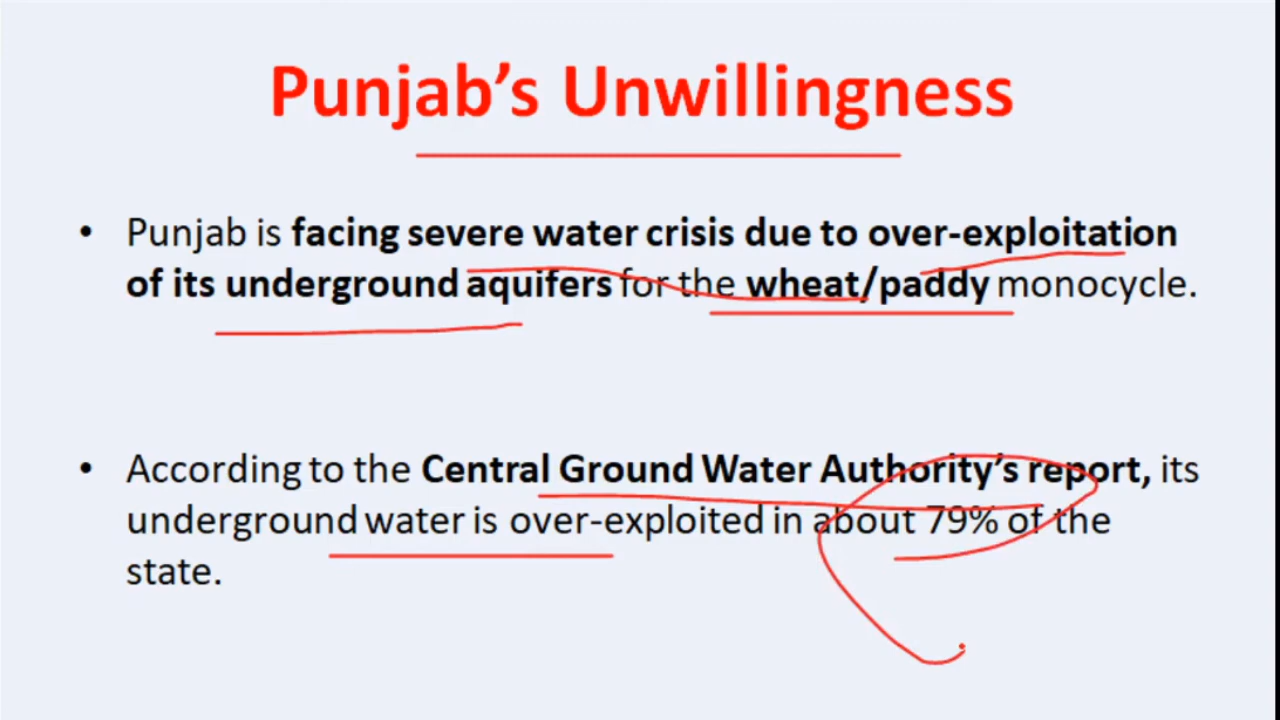 Punjab’s Unwillingness
• Punjab is facing severe water crisis due to over-exploitation
of its underground aquifers for the wheat/paddy monocycle.
• According to the Central Ground Water Authority’s report, its
underground water is over-exploited in about 79% of the
state.